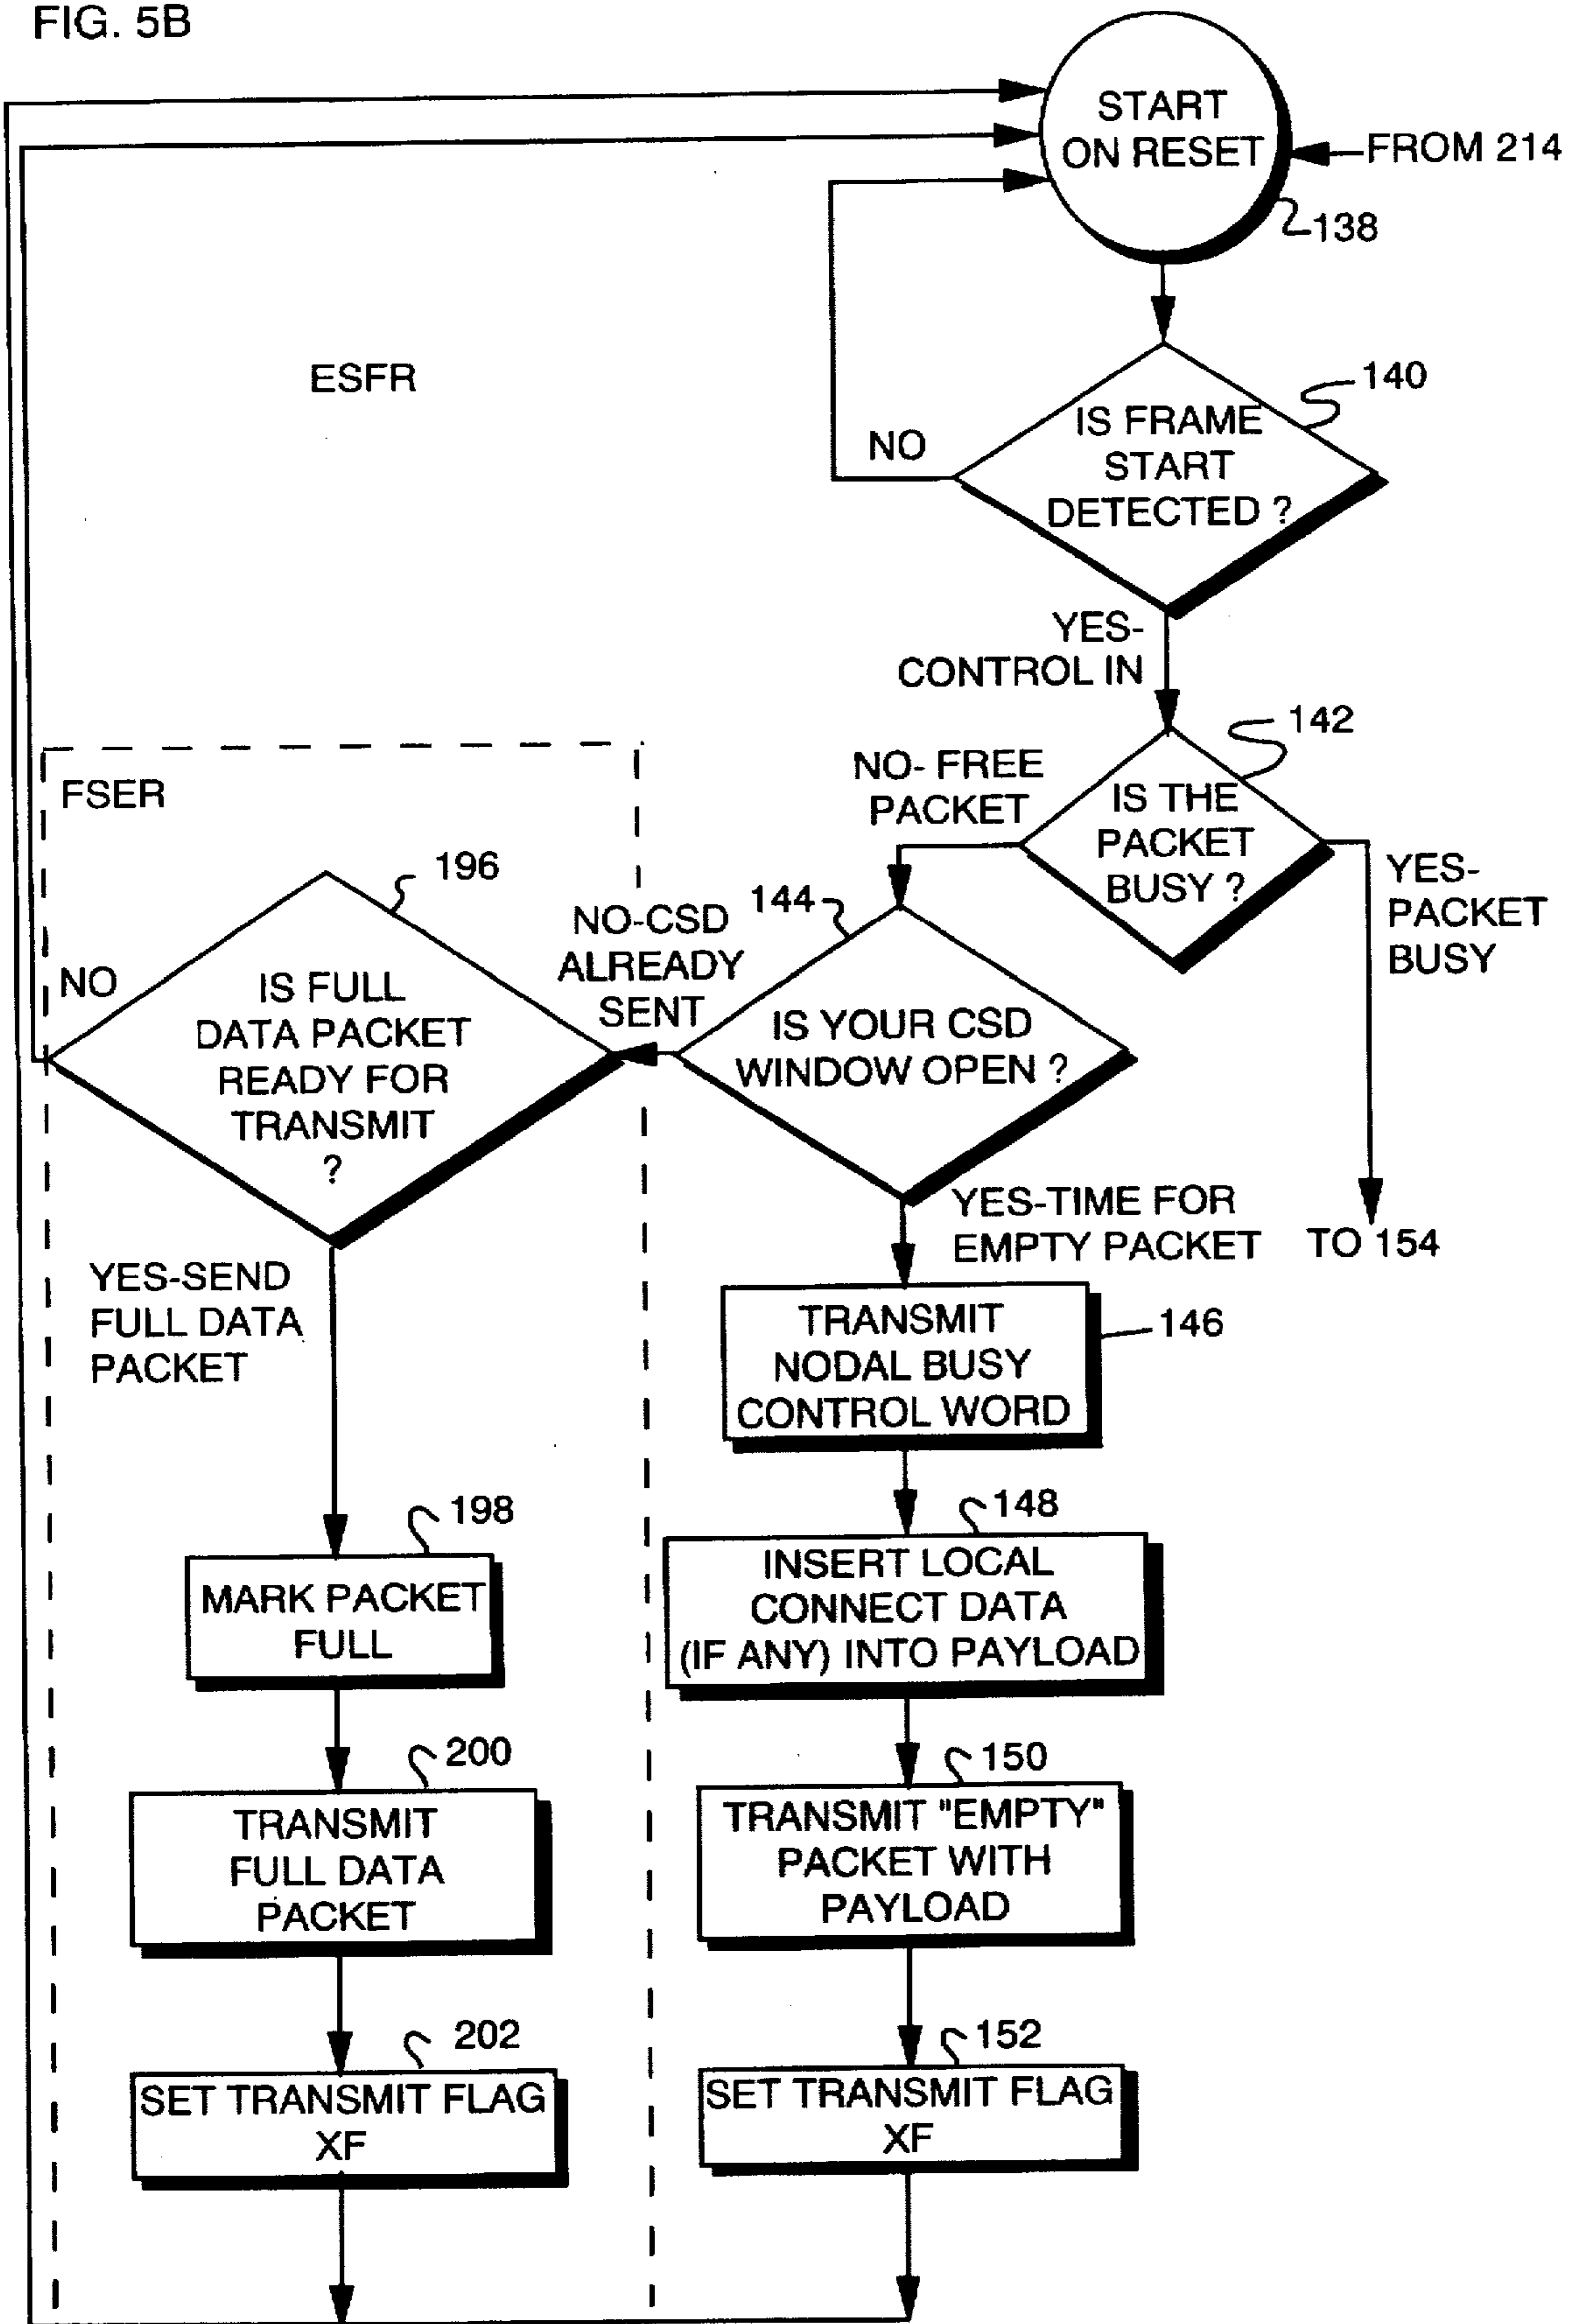 FIG. 5B
START
ON RESET
FROM 214
138
ESFR
140
IS FRAME
START
DETECTED ?
NO
YES-
CONTROL IN
142
NO- FREE
PACKET
IS THE
PACKET
BUSY ?
YES-
PACKET
BUSY
FSER
196
NO-CSD
ALREADY
SENT
144
NO
IS FULL
DATA PACKET
READY FOR
TRANSMIT
?
IS YOUR CSD
WINDOW OPEN ?
YES-TIME FOR
EMPTY PACKET
TO 154
YES-SEND
FULL DATA
PACKET
TRANSMIT
NODAL BUSY
CONTROL WORD
146
198
MARK PACKET
FULL
148
INSERT LOCAL
CONNECT DATA
(IF ANY) INTO PAYLOAD
200
TRANSMIT
FULL DATA
PACKET
150
TRANSMIT "EMPTY"
PACKET WITH
PAYLOAD
202
SET TRANSMIT FLAG
XF
152
SET TRANSMIT FLAG
XF